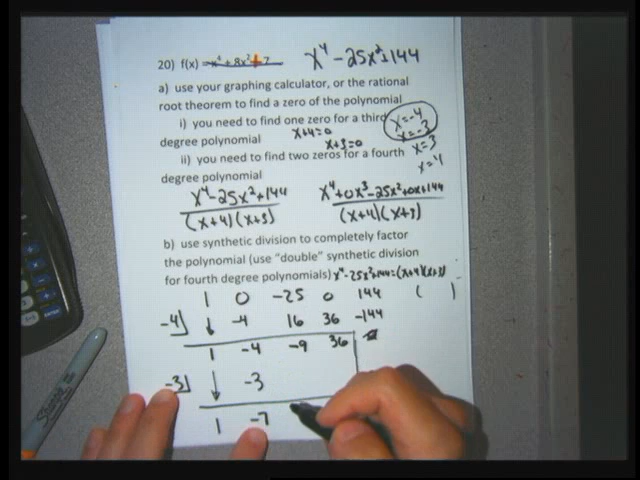 20) f(x) = x⁴ + 8x² + 7 x⁴ - 25x² + 144
a) use your graphing calculator, or the rational
root theorem to find a zero of the polynomial
i) you need to find one zero for a third
degree polynomial x+4=0 x=-4
x+3=0 x=-3
ii) you need to find two zeros for a fourth x=3
degree polynomial x=4
x⁴-25x²+144 x⁴+0x³-25x²+0x+144
(x+4)(x+3) (x+4)(x+3)
b) use synthetic division to completely factor
the polynomial (use "double" synthetic division
for fourth degree polynomials) x⁴-25x²+144=(x+4)(x+3)
1 0 -25 0 144 ( )
-4 ↓ -4 16 36 -144
1 -4 -9 36
-3 ↓ -3
1 -7